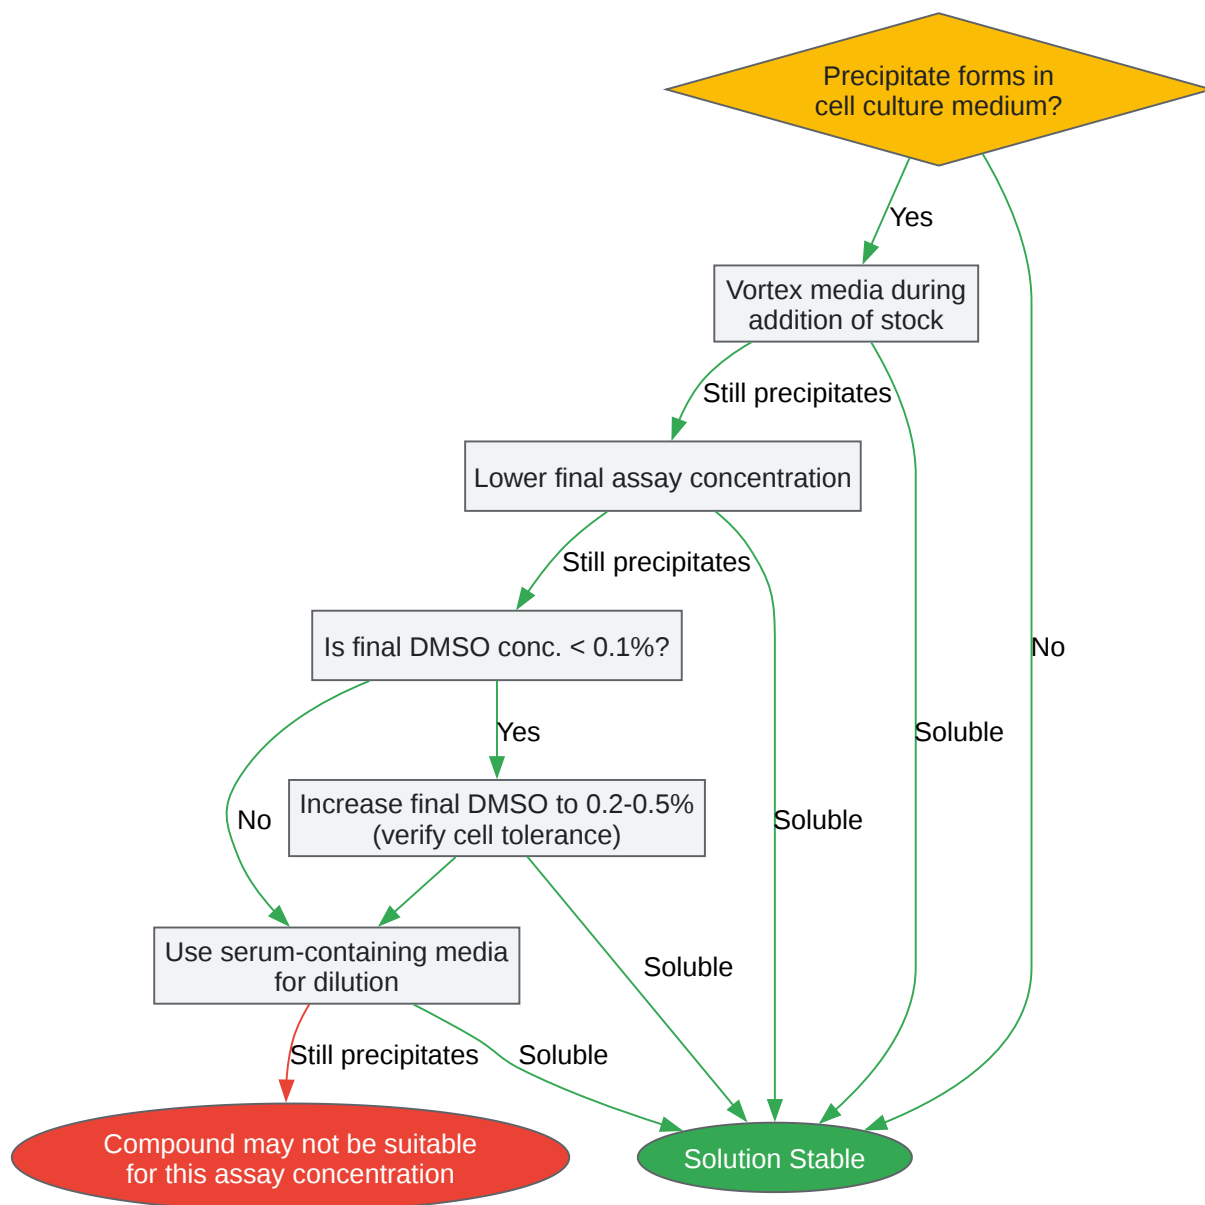 Precipitate forms in
cell culture medium?
Yes
Vortex media during
addition of stock
Still precipitates
Lower final assay concentration
Still precipitates
Is final DMSO conc. < 0.1%?
No
Yes
Soluble
Increase final DMSO to 0.2-0.5%
(verify cell tolerance)
No
Soluble
Use serum-containing media
for dilution
Soluble
Still precipitates
Soluble
Compound may not be suitable
for this assay concentration
Solution Stable